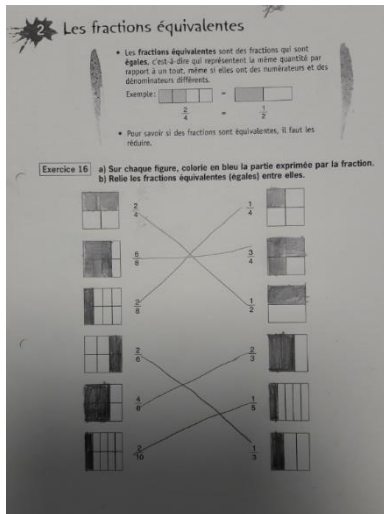 2 Les fractions équivalentes
• Les fractions équivalentes sont des fractions qui sont
égales, c'est-à-dire qui représentent la même quantité par
rapport à un tout, même si elles ont des numérateurs et des
dénominateurs différents.
Exemple: =
2/4 = 1/2
• Pour savoir si des fractions sont équivalentes, il faut les
réduire.
Exercice 16 a) Sur chaque figure, colorie en bleu la partie exprimée par la fraction.
b) Relie les fractions équivalentes (égales) entre elles.
2/4 1/4
6/8 3/4
2/8 1/2
2/6 2/3
4/6 1/5
2/10 1/3